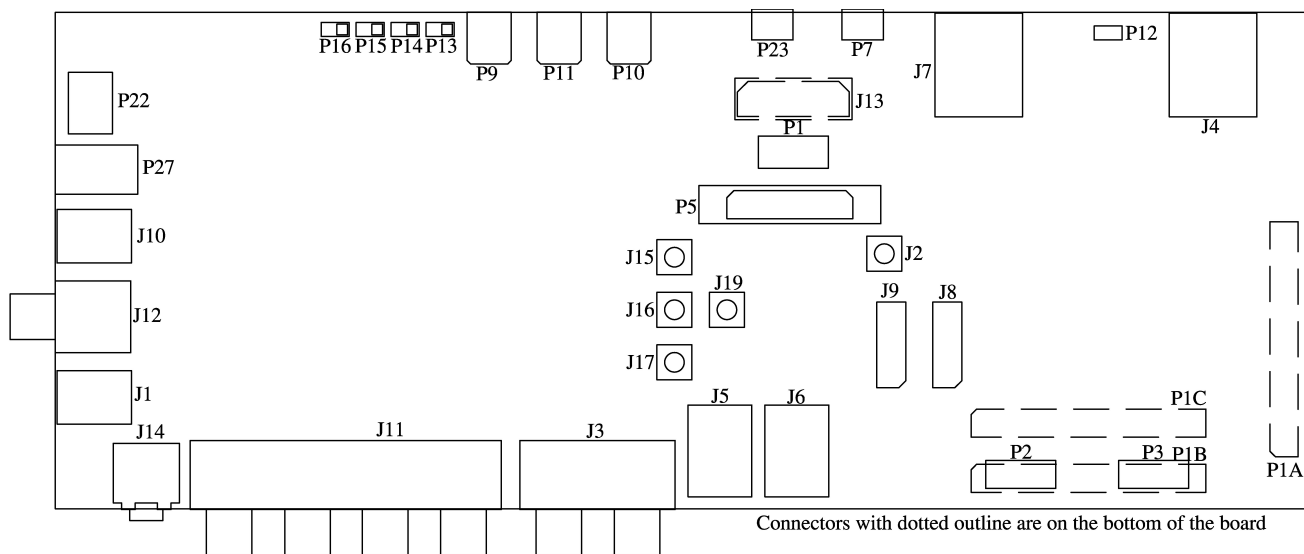 P16
P15
P14
P13
P9
P11
P10
P23
P7
J7
P12
J4
P22
J13
P1
P27
P5
J10
J15
J2
J19
J9
J8
J12
J16
J17
J1
J5
J6
P1C
J14
J11
J3
P2
P3
P1B
P1A
Connectors with dotted outline are on the bottom of the board